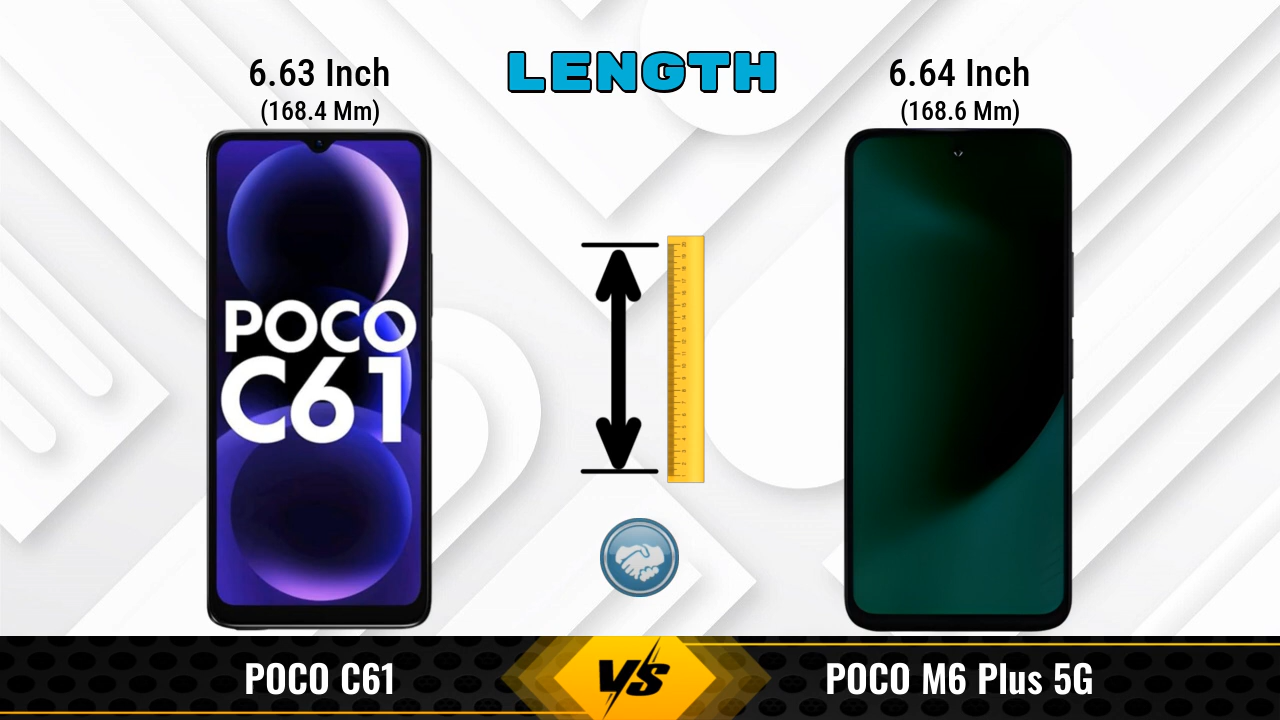 LENGTH
6.63 Inch
(168.4 Mm)
6.64 Inch
(168.6 Mm)
POCO
C61
POCO C61
VS
POCO M6 Plus 5G